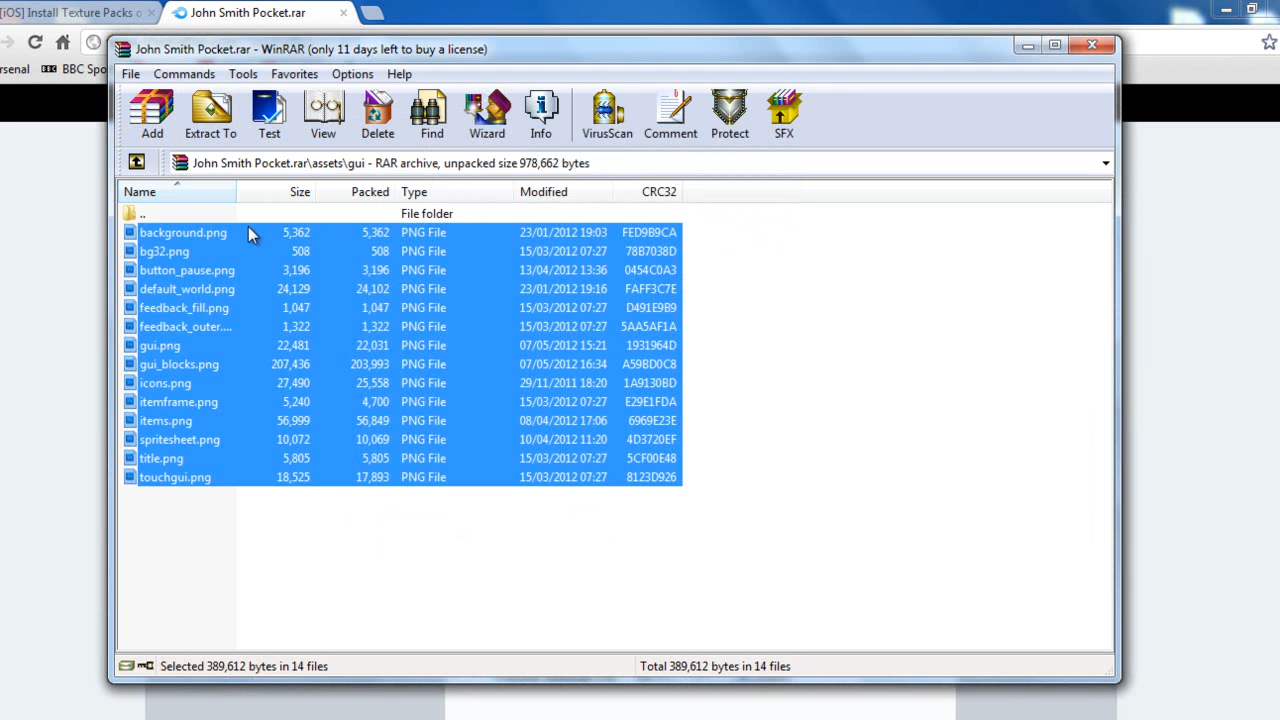 [iOS] Install Texture Packs o
John Smith Pocket.rar
arsenal
BBC Spo
John Smith Pocket.rar - WinRAR (only 11 days left to buy a license)
File Commands Tools Favorites Options Help
Add Extract To Test View Delete Find Wizard Info VirusScan Comment Protect SFX
John Smith Pocket.rar\assets\gui - RAR archive, unpacked size 978,662 bytes
Name Size Packed Type Modified CRC32
.. File folder
background.png 5,362 5,362 PNG File 23/01/2012 19:03 FED9B9CA
bg32.png 508 508 PNG File 15/03/2012 07:27 78B7038D
button_pause.png 3,196 3,196 PNG File 13/04/2012 13:36 0454C0A3
default_world.png 24,129 24,102 PNG File 23/01/2012 19:16 FAFF3C7E
feedback_fill.png 1,047 1,047 PNG File 15/03/2012 07:27 D491E9B9
feedback_outer.... 1,322 1,322 PNG File 15/03/2012 07:27 5AA5AF1A
gui.png 22,481 22,031 PNG File 07/05/2012 15:21 1931964D
gui_blocks.png 207,436 203,993 PNG File 07/05/2012 16:34 A59BD0C8
icons.png 27,490 25,558 PNG File 29/11/2011 18:20 1A9130BD
itemframe.png 5,240 4,700 PNG File 15/03/2012 07:27 E29E1FDA
items.png 56,999 56,849 PNG File 08/04/2012 17:06 6969E23E
spritesheet.png 10,072 10,069 PNG File 10/04/2012 11:20 4D3720EF
title.png 5,805 5,805 PNG File 15/03/2012 07:27 5CF00E48
touchgui.png 18,525 17,893 PNG File 15/03/2012 07:27 8123D926
Selected 389,612 bytes in 14 files
Total 389,612 bytes in 14 files